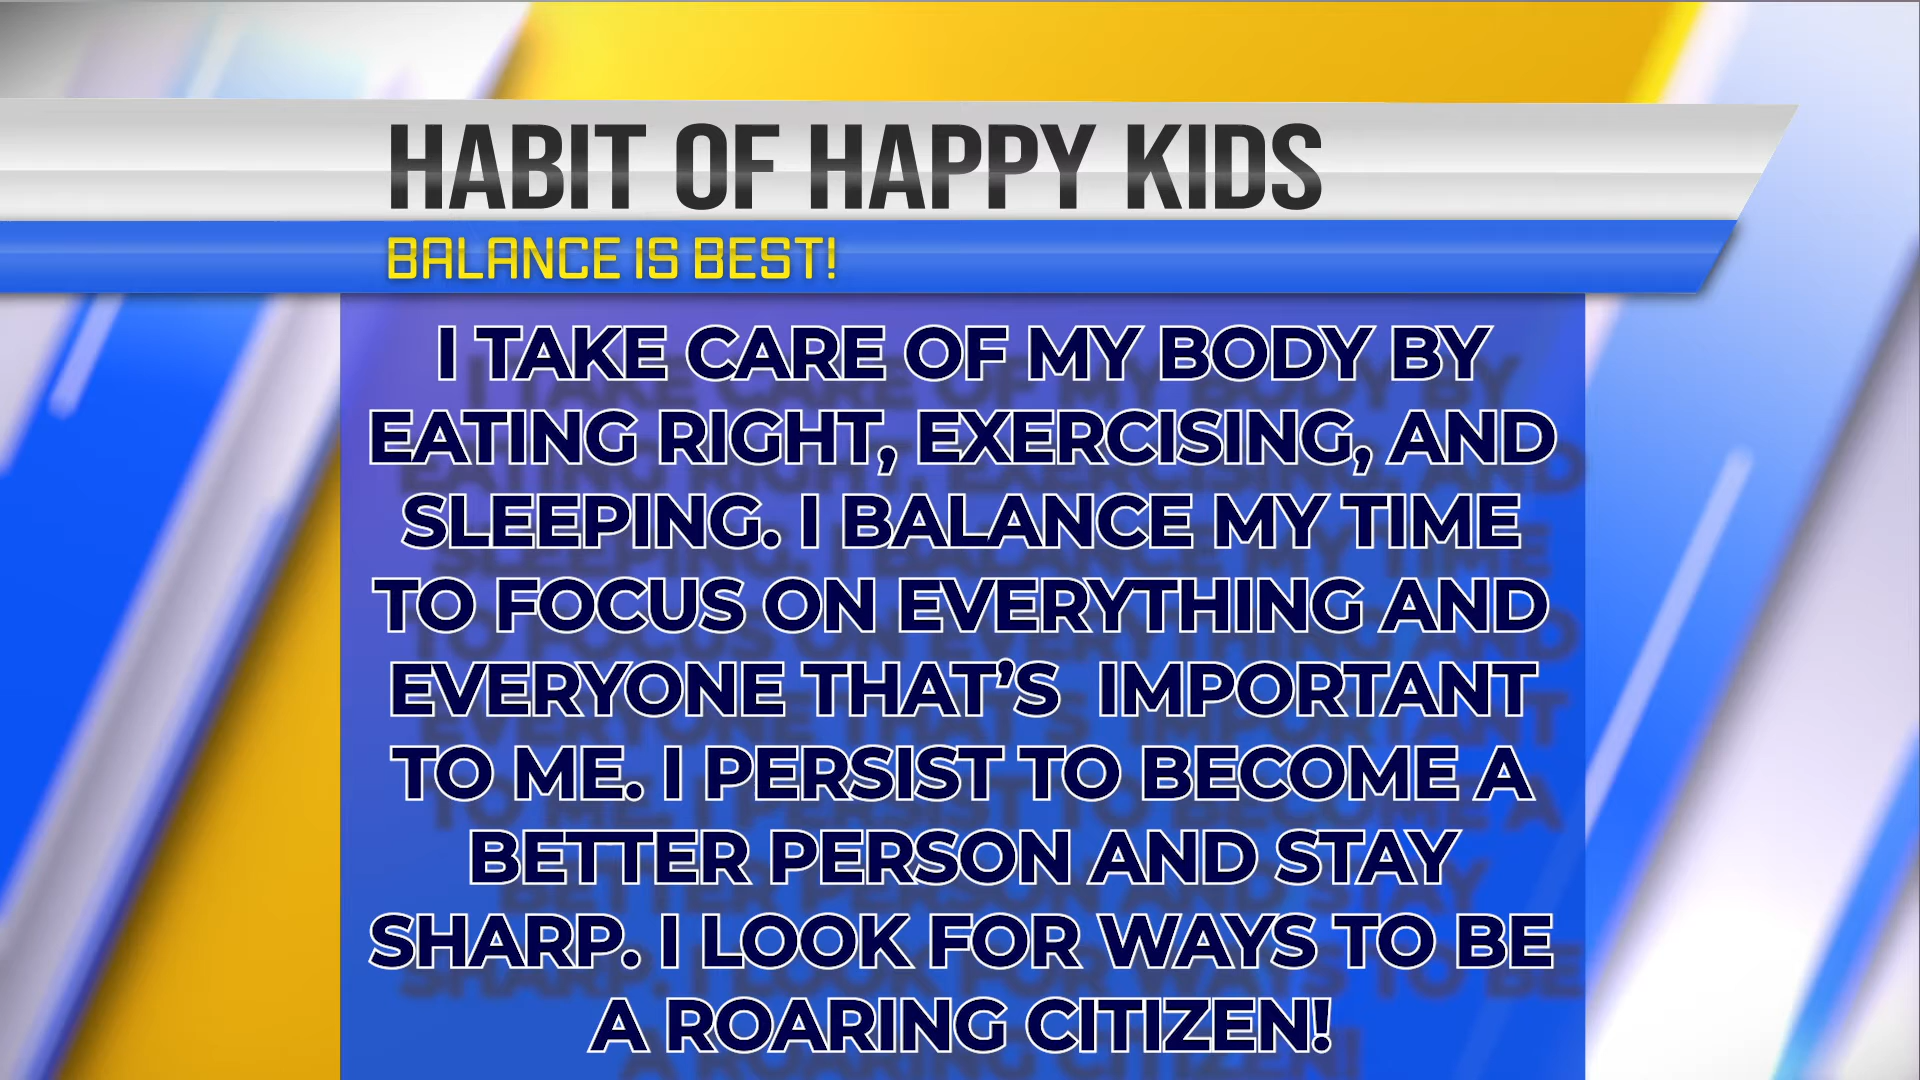 HABIT OF HAPPY KIDS
BALANCE IS BEST!
I TAKE CARE OF MY BODY BY
EATING RIGHT, EXERCISING, AND
SLEEPING. I BALANCE MY TIME
TO FOCUS ON EVERYTHING AND
EVERYONE THAT’S  IMPORTANT
TO ME. I PERSIST TO BECOME A
BETTER PERSON AND STAY
SHARP. I LOOK FOR WAYS TO BE
A ROARING CITIZEN!